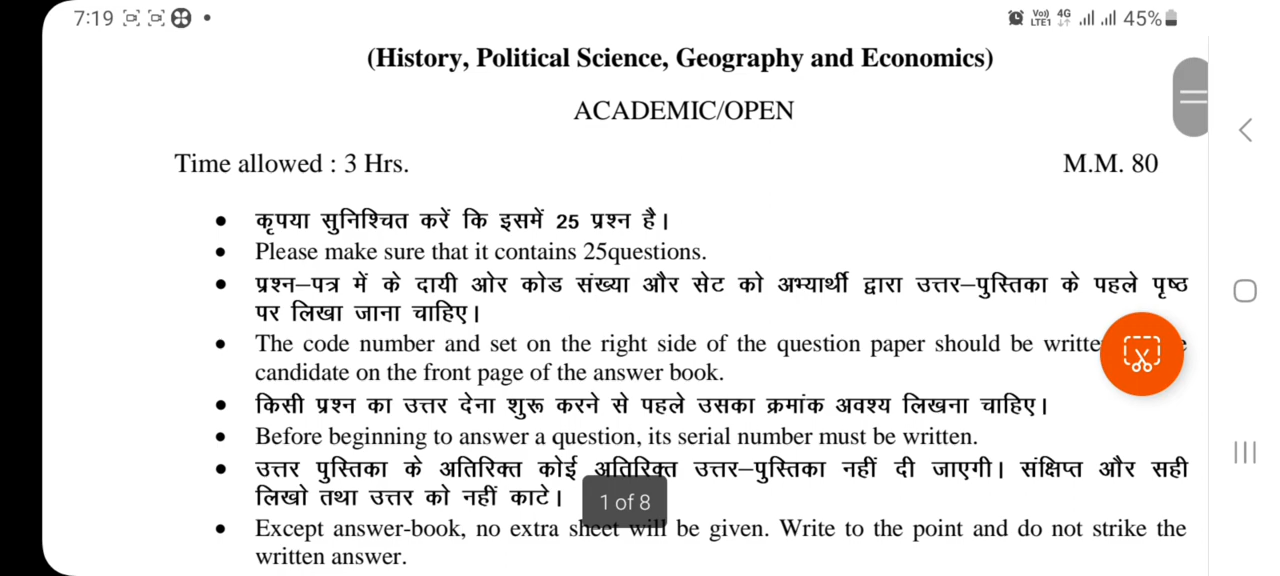 7:19
Vo)) 4G
LTE1 45%
(History, Political Science, Geography and Economics)
ACADEMIC/OPEN
Time allowed : 3 Hrs. M.M. 80
• कृपया सुनिश्चित करें कि इसमें 25 प्रश्न है।
• Please make sure that it contains 25questions.
• प्रश्न–पत्र में के दायी ओर कोड संख्या और सेट को अभ्यार्थी द्वारा उत्तर–पुस्तिका के पहले पृष्ठ
पर लिखा जाना चाहिए।
• The code number and set on the right side of the question paper should be
candidate on the front page of the answer book.
• किसी प्रश्न का उत्तर देना शुरू करने से पहले उसका क्रमांक अवश्य लिखना चाहिए।
• Before beginning to answer a question, its serial number must be written.
• उत्तर पुस्तिका के अतिरिक्त कोई अतिरिक्त उत्तर–पुस्तिका नहीं दी जाएगी। संक्षिप्त और सही
लिखो तथा उत्तर को नहीं काटे।
1 of 8
• Except answer-book, no extra sheet will be given. Write to the point and do not strike the
written answer.